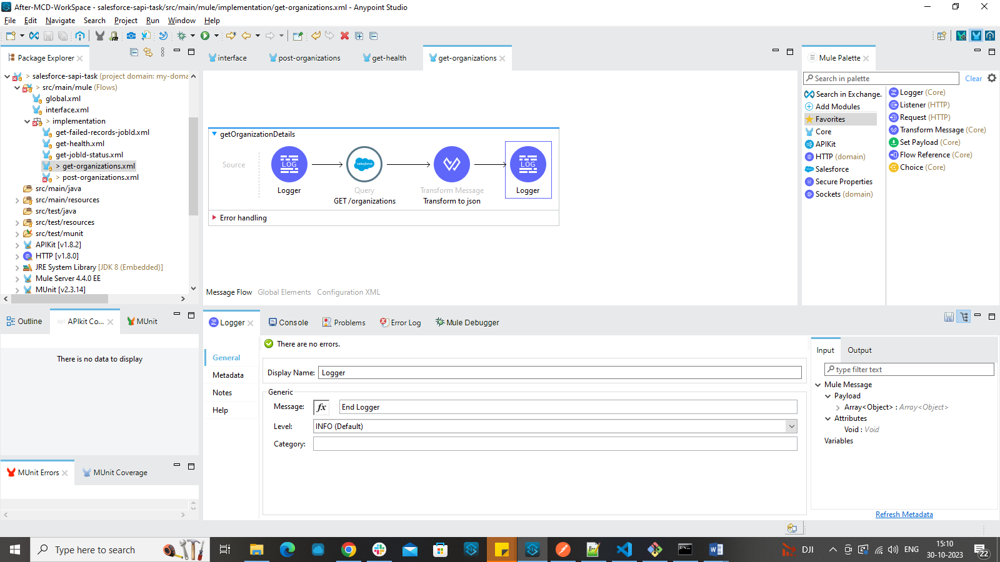 After-MCD-WorkSpace - salesforce-sapi-task/src/main/mule/implementation/get-organizations.xml - Anypoint Studio
File Edit Navigate Search Project Run Window Help
Package Explorer
> salesforce-sapi-task (project domain: my-doma
> src/main/mule (Flows)
global.xml
interface.xml
> implementation
get-failed-records-jobId.xml
get-health.xml
get-jobId-status.xml
> get-organizations.xml
> post-organizations.xml
src/main/java
src/main/resources
src/test/java
src/test/resources
src/test/munit
APIKit [v1.8.2]
HTTP [v1.8.0]
JRE System Library [JDK 8 (Embedded)]
Mule Server 4.4.0 EE
MUnit [v2.3.14]
interface post-organizations get-health get-organizations
getOrganizationDetails
Source
LOG
Logger
salesforce
Query
GET /organizations
Transform Message
Transform to json
LOG
Logger
Error handling
Message Flow Global Elements Configuration XML
Mule Palette
Search in palette
Clear
Search in Exchange.
Add Modules
Favorites
Core
APIKit
HTTP (domain)
Salesforce
Secure Properties
Sockets (domain)
Logger (Core)
Listener (HTTP)
Request (HTTP)
Transform Message (Core)
Set Payload (Core)
Flow Reference (Core)
Choice (Core)
Outline api APIkit Co... MUnit
There is no data to display
MUnit Errors MUnit Coverage
Logger Console Problems Error Log Mule Debugger
There are no errors.
General
Metadata
Notes
Help
Display Name: Logger
Generic
Message: fx End Logger
Level: INFO (Default)
Category:
Input Output
type filter text
Mule Message
Payload
Array<Object> : Array<Object>
Attributes
Void : Void
Variables
Refresh Metadata
Type here to search
DJI
ENG
15:10
30-10-2023
22